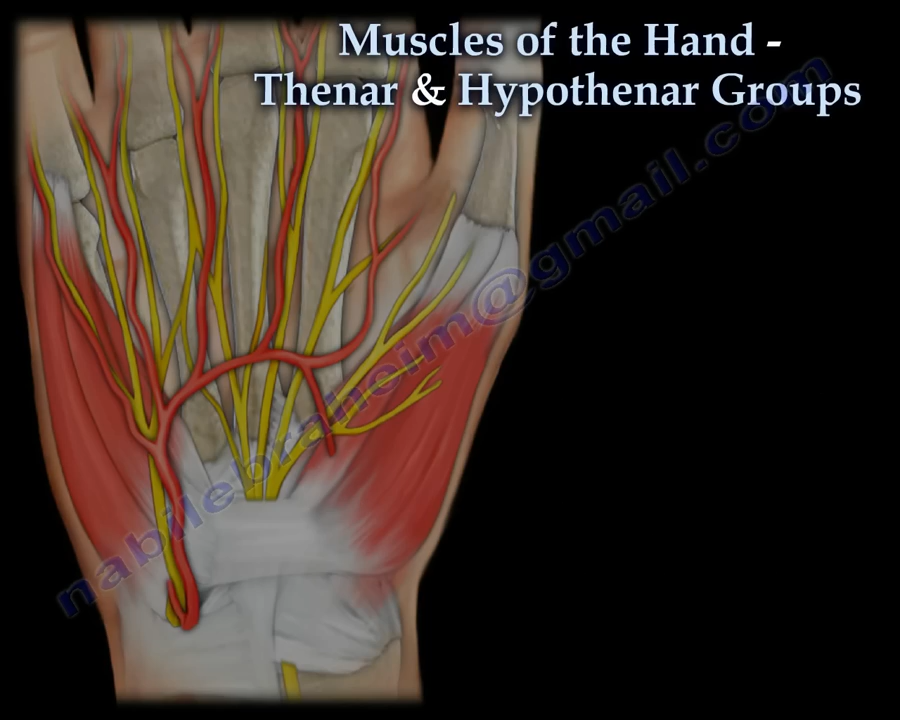 Muscles of the Hand -
Thenar & Hypothenar Groups
nabilebraheim@gmail.com